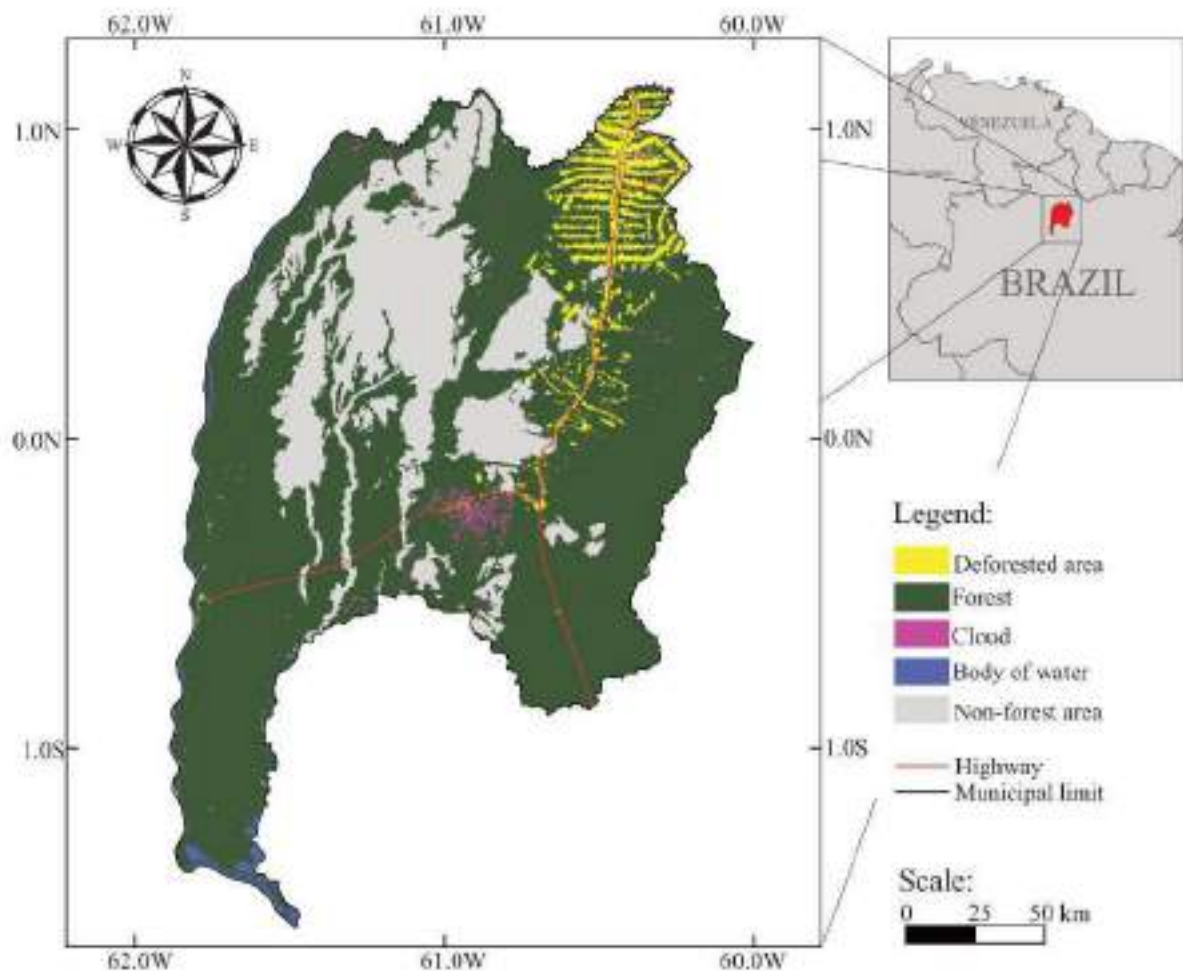 62.0W 61.0W 60.0W
N
W E
S
1.0N 1.0N
VENEZUELA
BRAZIL
0.0N 0.0N
1.0S 1.0S
62.0W 61.0W 60.0W
Legend:
Deforested area
Forest
Cloud
Body of water
Non-forest area
Highway
Municipal limit
Scale:
0 25 50 km